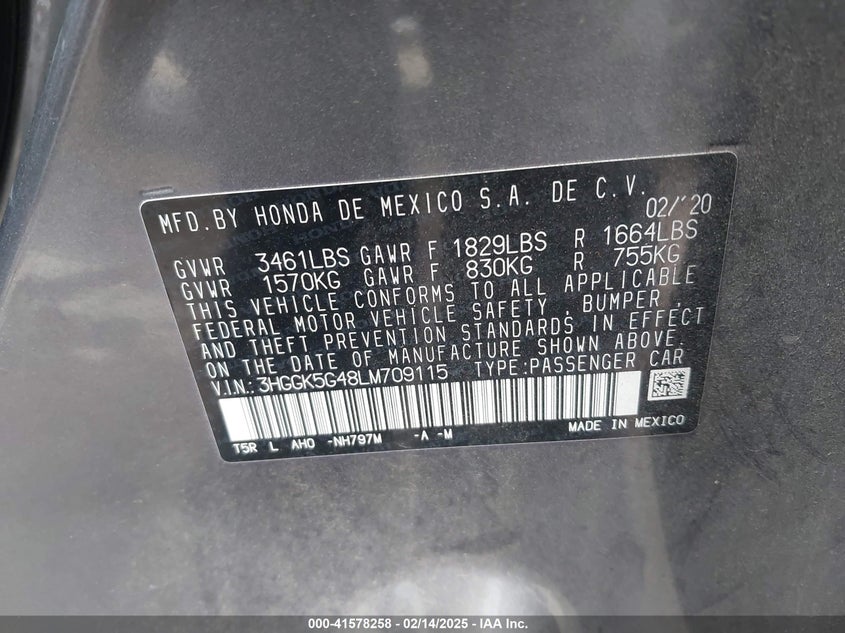 MFD.BY HONDA DE MEXICO S.A. DE C.V.
02/'20
GVWR 3461LBS GAWR F 1829LBS R 1664LBS
GVWR 1570KG GAWR F 830KG R 755KG
THIS VEHICLE CONFORMS TO ALL APPLICABLE
FEDERAL MOTOR VEHICLE SAFETY, BUMPER,
AND THEFT PREVENTION STANDARDS IN EFFECT
ON THE DATE OF MANUFACTURE SHOWN ABOVE.
V.I.N.:3HGGK5G48LM709115 TYPE:PASSENGER CAR
T5R L AH0 -NH797M -A -M MADE IN MEXICO
000-41578258 - 02/14/2025 - IAA Inc.